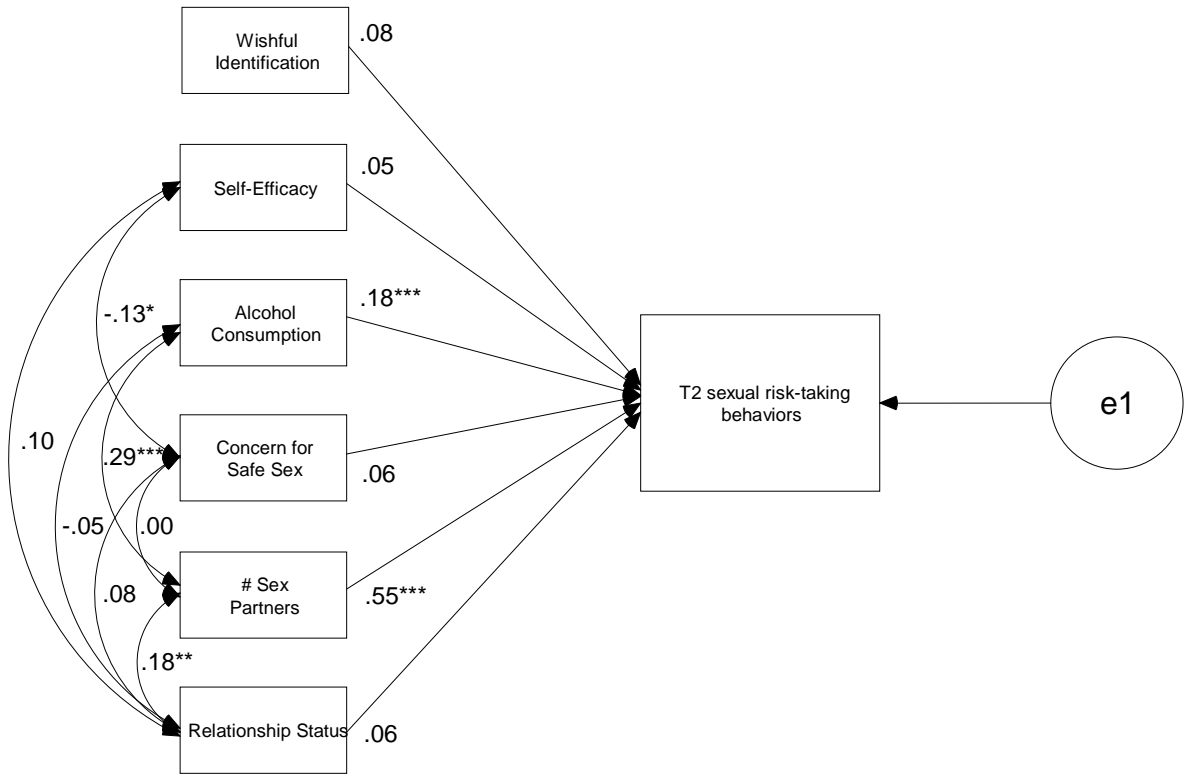 Wishful
Identification
.08
Self-Efficacy
.05
Alcohol
Consumption
.18***
-.13*
T2 sexual risk-taking
behaviors
e1
Concern for
Safe Sex
.06
.10
.29***
-.05
.00
# Sex
Partners
.55***
.08
.18**
Relationship Status
.06